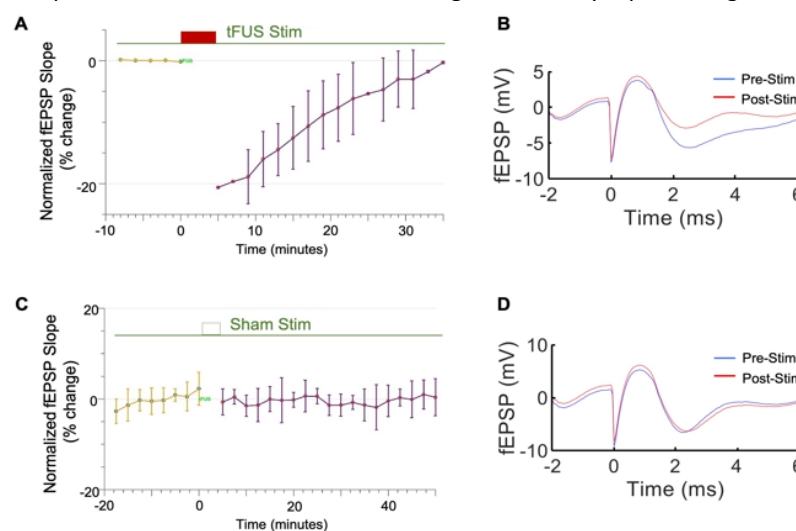 A
tFUS Stim
0
-20
Normalized fEPSP Slope
(% change)
-10
0
10
20
30
Time (minutes)
B
5
0
-5
-10
fEPSP (mV)
Pre-Stim
Post-Stim
-2
0
2
4
6
Time (ms)
C
Sham Stim
20
0
-20
Normalized fEPSP Slope
(% change)
-20
0
20
40
Time (minutes)
D
10
0
-10
fEPSP (mV)
Pre-Stim
Post-Stim
-2
0
2
4
6
Time (ms)